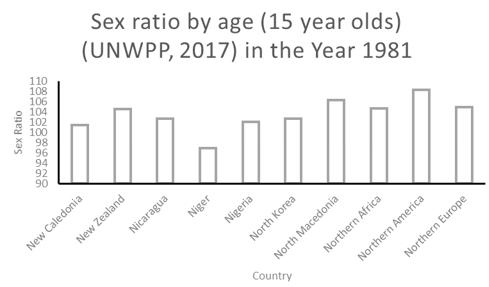 Sex ratio by age (15 year olds)
(UNWPP, 2017) in the Year 1981
110
108
106
104
102
100
98
96
94
92
90
Sex Ratio
New Caledonia
New Zealand
Nicaragua
Niger
Nigeria
North Korea
North Macedonia
Northern Africa
Northern America
Northern Europe
Country